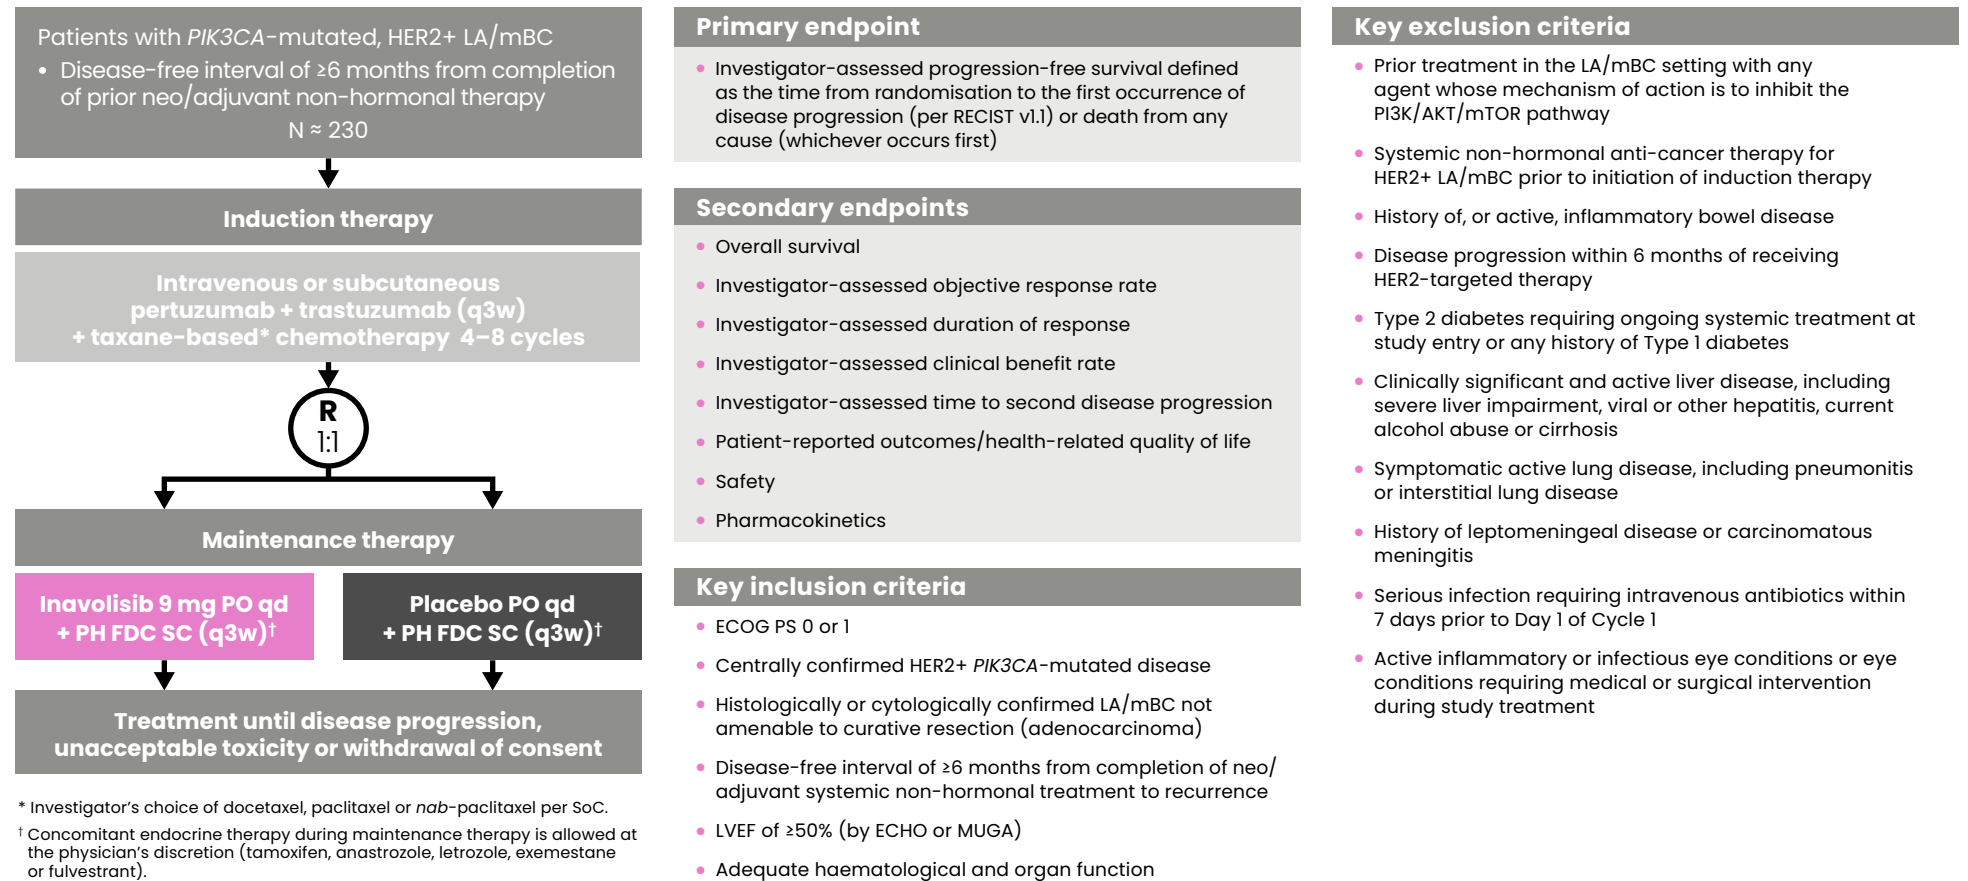 Patients with PIK3CA-mutated, HER2+ LA/mBC
• Disease-free interval of ≥6 months from completion
of prior neo/adjuvant non-hormonal therapy
N ≈ 230
Induction therapy
Intravenous or subcutaneous
pertuzumab + trastuzumab (q3w)
+ taxane-based* chemotherapy 4–8 cycles
R
1:1
Maintenance therapy
Inavolisib 9 mg PO qd
+ PH FDC SC (q3w)†
Placebo PO qd
+ PH FDC SC (q3w)†
Treatment until disease progression,
unacceptable toxicity or withdrawal of consent
* Investigator's choice of docetaxel, paclitaxel or nab-paclitaxel per SoC.
† Concomitant endocrine therapy during maintenance therapy is allowed at
the physician's discretion (tamoxifen, anastrozole, letrozole, exemestane
or fulvestrant).
Primary endpoint
• Investigator-assessed progression-free survival defined
as the time from randomisation to the first occurrence of
disease progression (per RECIST v1.1) or death from any
cause (whichever occurs first)
Secondary endpoints
• Overall survival
• Investigator-assessed objective response rate
• Investigator-assessed duration of response
• Investigator-assessed clinical benefit rate
• Investigator-assessed time to second disease progression
• Patient-reported outcomes/health-related quality of life
• Safety
• Pharmacokinetics
Key inclusion criteria
• ECOG PS 0 or 1
• Centrally confirmed HER2+ PIK3CA-mutated disease
• Histologically or cytologically confirmed LA/mBC not
amenable to curative resection (adenocarcinoma)
• Disease-free interval of ≥6 months from completion of neo/
adjuvant systemic non-hormonal treatment to recurrence
• LVEF of ≥50% (by ECHO or MUGA)
• Adequate haematological and organ function
Key exclusion criteria
• Prior treatment in the LA/mBC setting with any
agent whose mechanism of action is to inhibit the
PI3K/AKT/mTOR pathway
• Systemic non-hormonal anti-cancer therapy for
HER2+ LA/mBC prior to initiation of induction therapy
• History of, or active, inflammatory bowel disease
• Disease progression within 6 months of receiving
HER2-targeted therapy
• Type 2 diabetes requiring ongoing systemic treatment at
study entry or any history of Type 1 diabetes
• Clinically significant and active liver disease, including
severe liver impairment, viral or other hepatitis, current
alcohol abuse or cirrhosis
• Symptomatic active lung disease, including pneumonitis
or interstitial lung disease
• History of leptomeningeal disease or carcinomatous
meningitis
• Serious infection requiring intravenous antibiotics within
7 days prior to Day 1 of Cycle 1
• Active inflammatory or infectious eye conditions or eye
conditions requiring medical or surgical intervention
during study treatment